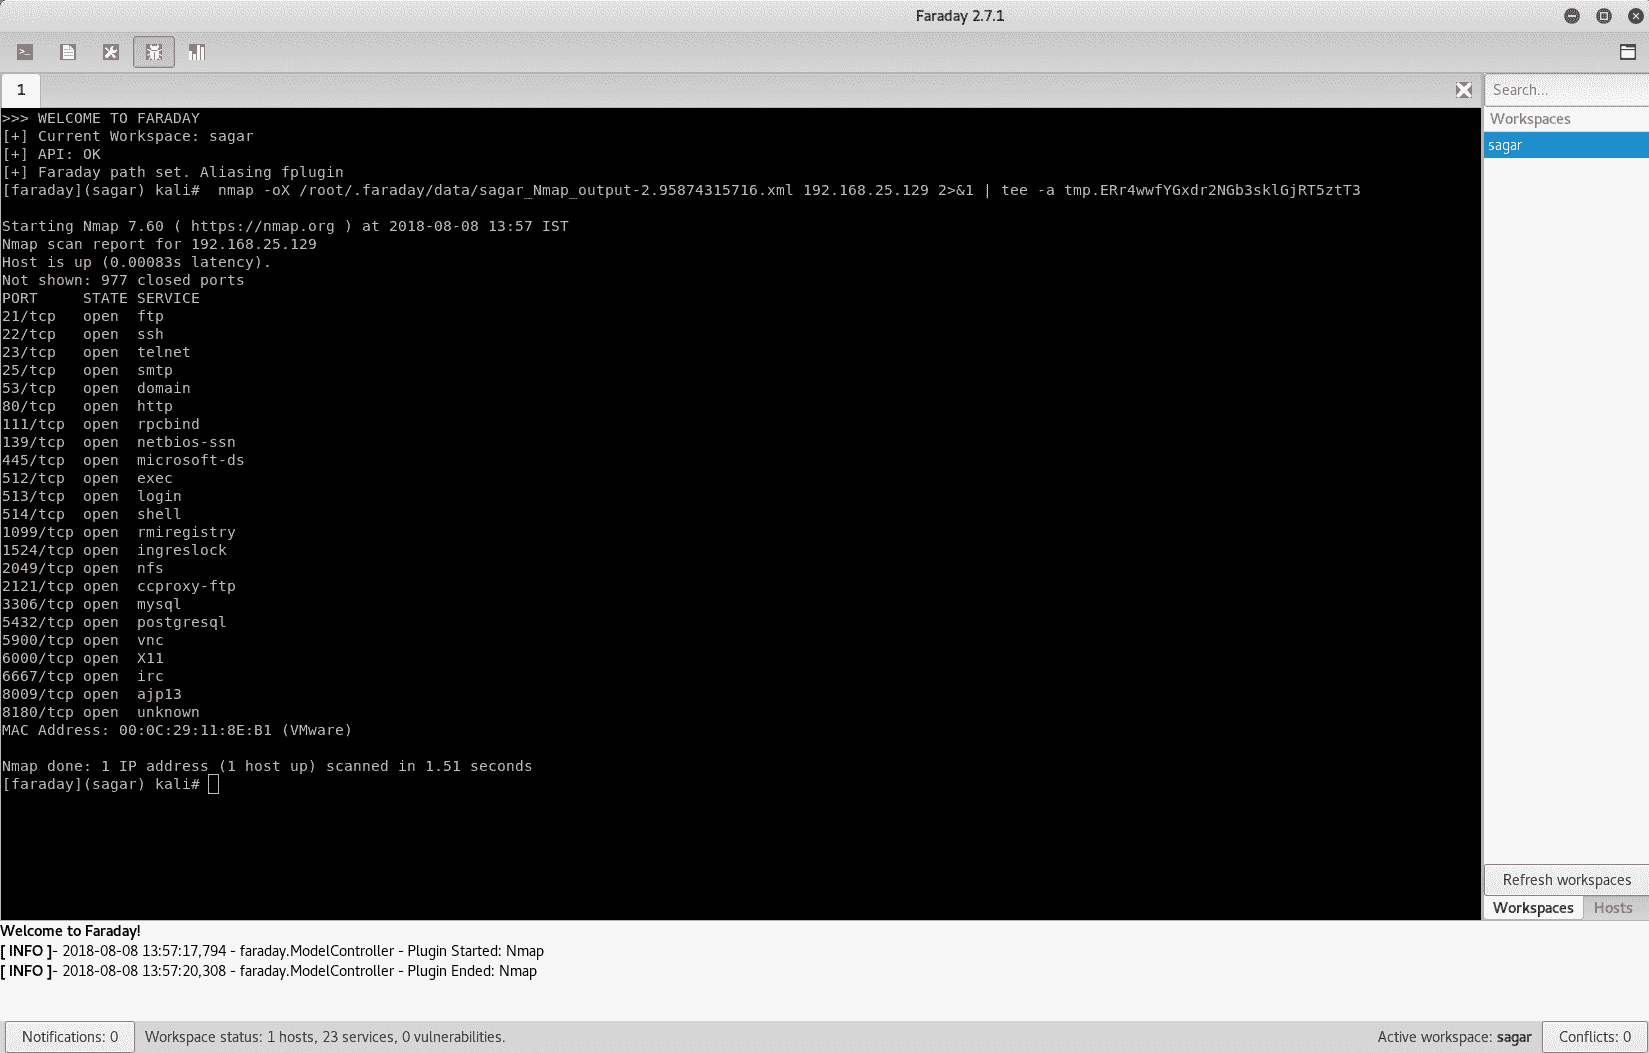 Faraday 2.7.1
1
Search...
Workspaces
sagar
>>> WELCOME TO FARADAY
[+] Current Workspace: sagar
[+] API: OK
[+] Faraday path set. Aliasing fplugin
[faraday](sagar) kali#  nmap -oX /root/.faraday/data/sagar_Nmap_output-2.95874315716.xml 192.168.25.129 2>&1 | tee -a tmp.ERr4wwfYGxdr2NGb3sklGjRT5ztT3
Starting Nmap 7.60 ( https://nmap.org ) at 2018-08-08 13:57 IST
Nmap scan report for 192.168.25.129
Host is up (0.00083s latency).
Not shown: 977 closed ports
PORT     STATE SERVICE
21/tcp   open  ftp
22/tcp   open  ssh
23/tcp   open  telnet
25/tcp   open  smtp
53/tcp   open  domain
80/tcp   open  http
111/tcp  open  rpcbind
139/tcp  open  netbios-ssn
445/tcp  open  microsoft-ds
512/tcp  open  exec
513/tcp  open  login
514/tcp  open  shell
1099/tcp open  rmiregistry
1524/tcp open  ingreslock
2049/tcp open  nfs
2121/tcp open  ccproxy-ftp
3306/tcp open  mysql
5432/tcp open  postgresql
5900/tcp open  vnc
6000/tcp open  X11
6667/tcp open  irc
8009/tcp open  ajp13
8180/tcp open  unknown
MAC Address: 00:0C:29:11:8E:B1 (VMware)
Nmap done: 1 IP address (1 host up) scanned in 1.51 seconds
[faraday](sagar) kali#
Refresh workspaces
Workspaces Hosts
Welcome to Faraday!
[ INFO ]- 2018-08-08 13:57:17,794 - faraday.ModelController - Plugin Started: Nmap
[ INFO ]- 2018-08-08 13:57:20,308 - faraday.ModelController - Plugin Ended: Nmap
Notifications: 0 Workspace status: 1 hosts, 23 services, 0 vulnerabilities. Active workspace: sagar Conflicts: 0